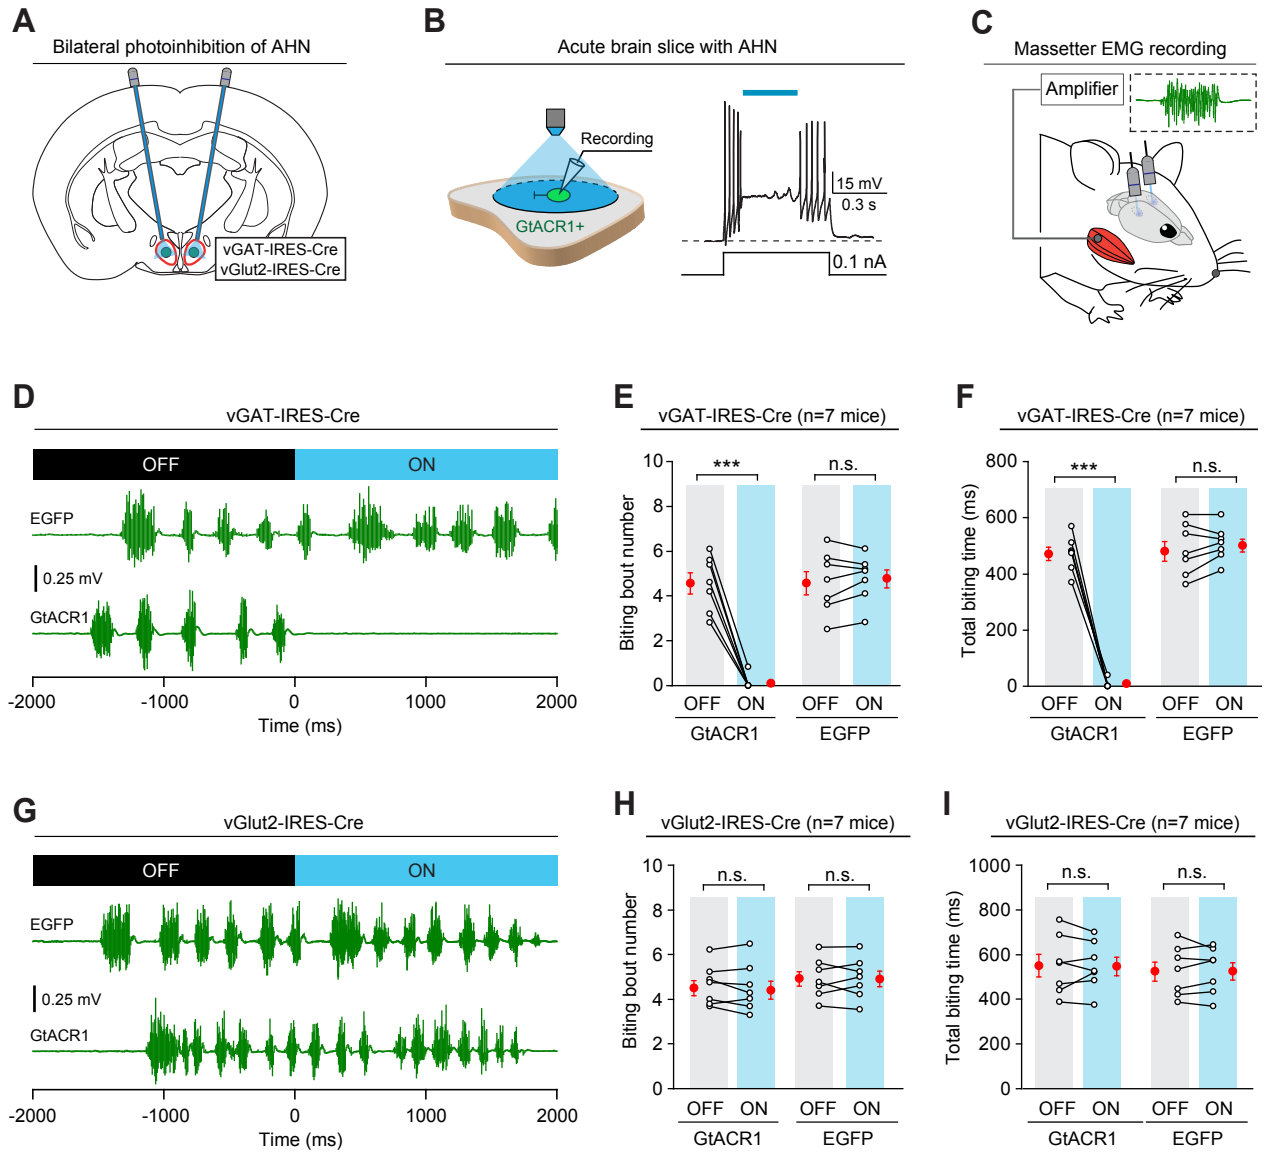 A
Bilateral photoinhibition of AHN
vGAT-IRES-Cre
vGlut2-IRES-Cre
B
Acute brain slice with AHN
Recording
GtACR1+
15 mV
0.3 s
0.1 nA
C
Massetter EMG recording
Amplifier
D
vGAT-IRES-Cre
OFF ON
EGFP
0.25 mV
GtACR1
-2000 -1000 0 1000 2000
Time (ms)
E
vGAT-IRES-Cre (n=7 mice)
Biting bout number
10
8
6
4
2
0
*** n.s.
OFF ON OFF ON
GtACR1 EGFP
F
vGAT-IRES-Cre (n=7 mice)
Total biting time (ms)
800
600
400
200
0
*** n.s.
OFF ON OFF ON
GtACR1 EGFP
G
vGlut2-IRES-Cre
OFF ON
EGFP
0.25 mV
GtACR1
-2000 -1000 0 1000 2000
Time (ms)
H
vGlut2-IRES-Cre (n=7 mice)
Biting bout number
10
8
6
4
2
0
n.s. n.s.
OFF ON OFF ON
GtACR1 EGFP
I
vGlut2-IRES-Cre (n=7 mice)
Total biting time (ms)
1000
800
600
400
200
0
n.s. n.s.
OFF ON OFF ON
GtACR1 EGFP